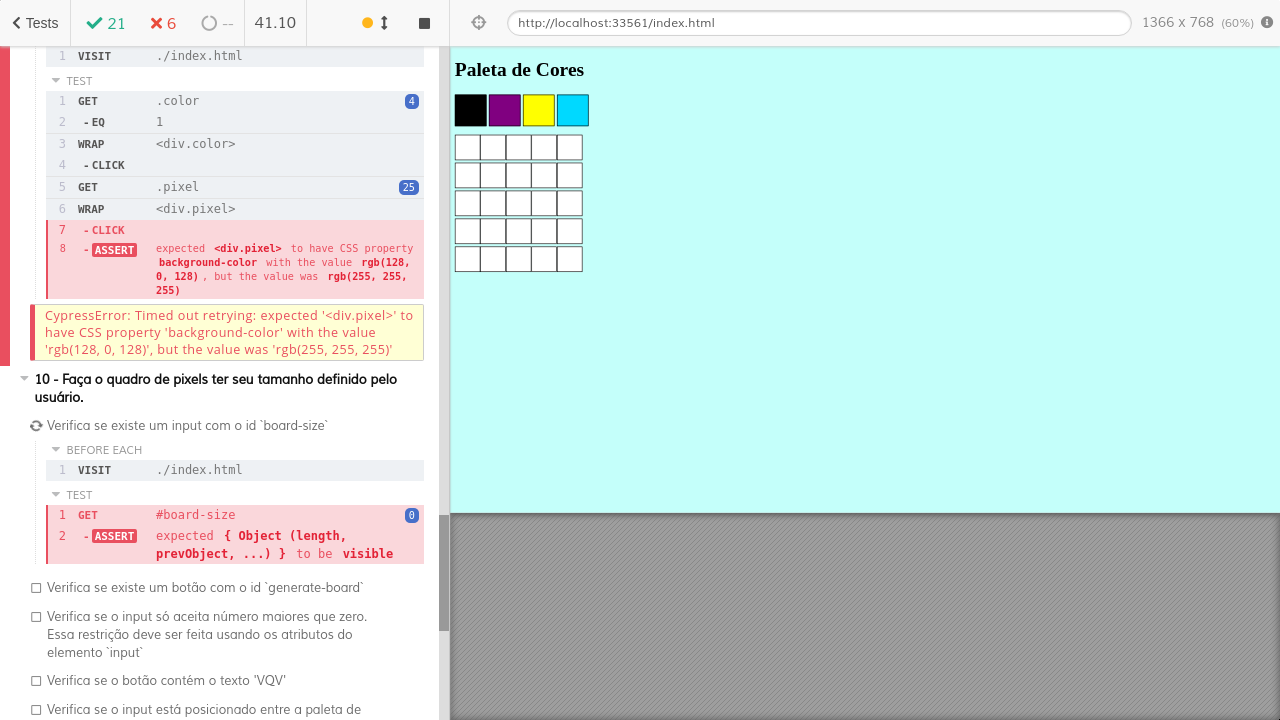 Tests 21 6 -- 41.10 http://localhost:33561/index.html 1366 x 768 (60%)
1 VISIT ./index.html
TEST
1 GET .color 4
2 - EQ 1
3 WRAP <div.color>
4 - CLICK
5 GET .pixel 25
6 WRAP <div.pixel>
7 - CLICK
8 - ASSERT expected <div.pixel> to have CSS property
background-color with the value rgb(128,
0, 128) , but the value was rgb(255, 255,
255)
CypressError: Timed out retrying: expected '<div.pixel>' to
have CSS property 'background-color' with the value
'rgb(128, 0, 128)', but the value was 'rgb(255, 255, 255)'
10 - Faça o quadro de pixels ter seu tamanho definido pelo
usuário.
Verifica se existe um input com o id `board-size`
BEFORE EACH
1 VISIT ./index.html
TEST
1 GET #board-size 0
2 - ASSERT expected { Object (length,
prevObject, ...) } to be visible
Verifica se existe um botão com o id `generate-board`
Verifica se o input só aceita número maiores que zero.
Essa restrição deve ser feita usando os atributos do
elemento `input`
Verifica se o botão contém o texto 'VQV'
Verifica se o input está posicionado entre a paleta de
Paleta de Cores